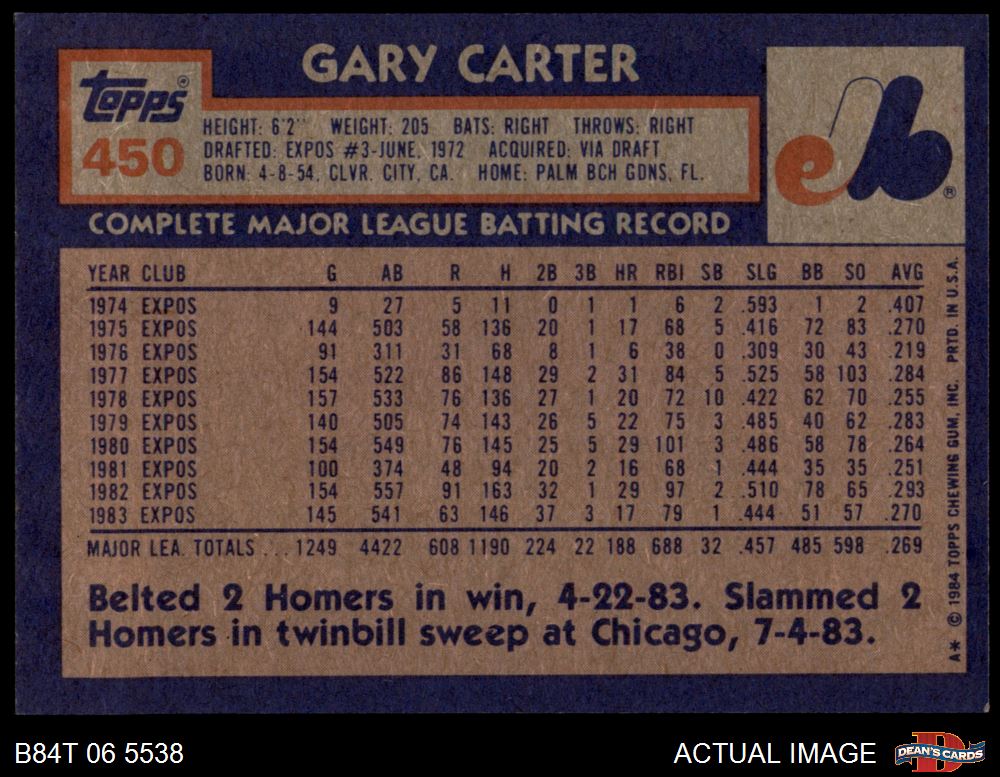 GARY CARTER
Topps®
450
HEIGHT: 6'2" WEIGHT: 205 BATS: RIGHT THROWS: RIGHT
DRAFTED: EXPOS #3-JUNE, 1972 ACQUIRED: VIA DRAFT
BORN: 4-8-54, CLVR. CITY, CA. HOME: PALM BCH GDNS, FL.
eb®
COMPLETE MAJOR LEAGUE BATTING RECORD
YEAR CLUB G AB R H 2B 3B HR RBI SB SLG BB SO AVG
1974 EXPOS 9 27 5 11 0 1 1 6 2 .593 1 2 .407
1975 EXPOS 144 503 58 136 20 1 17 68 5 .416 72 83 .270
1976 EXPOS 91 311 31 68 8 1 6 38 0 .309 30 43 .219
1977 EXPOS 154 522 86 148 29 2 31 84 5 .525 58 103 .284
1978 EXPOS 157 533 76 136 27 1 20 72 10 .422 62 70 .255
1979 EXPOS 140 505 74 143 26 5 22 75 3 .485 40 62 .283
1980 EXPOS 154 549 76 145 25 5 29 101 3 .486 58 78 .264
1981 EXPOS 100 374 48 94 20 2 16 68 1 .444 35 35 .251
1982 EXPOS 154 557 91 163 32 1 29 97 2 .510 78 65 .293
1983 EXPOS 145 541 63 146 37 3 17 79 1 .444 51 57 .270
MAJOR LEA. TOTALS ... 1249 4422 608 1190 224 22 188 688 32 .457 485 598 .269
Belted 2 Homers in win, 4-22-83. Slammed 2
Homers in twinbill sweep at Chicago, 7-4-83.
A* © 1984 TOPPS CHEWING GUM, INC. PRTD. IN U.S.A.
B84T 06 5538
ACTUAL IMAGE
DEAN'S CARDS